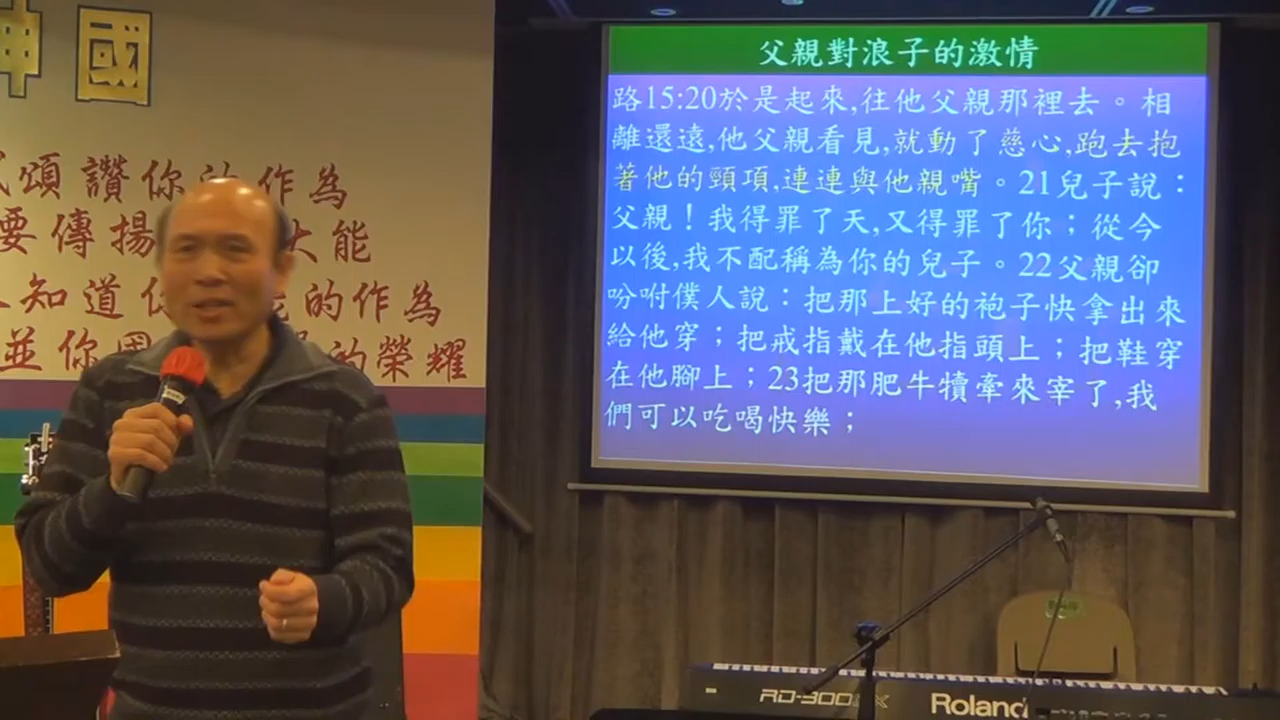 神國
頌讚你的作為
要傳揚 大能
知道你 能的作為
並你國 的榮耀
父親對浪子的激情
路15:20於是起來,往他父親那裡去。相
離還遠,他父親看見,就動了慈心,跑去抱
著他的頸項,連連與他親嘴。21兒子說：
父親！我得罪了天,又得罪了你；從今
以後,我不配稱為你的兒子。22父親卻
吩咐僕人說：把那上好的袍子快拿出來
給他穿；把戒指戴在他指頭上；把鞋穿
在他腳上；23把那肥牛犢牽來宰了,我
們可以吃喝快樂；
RD-300
Roland